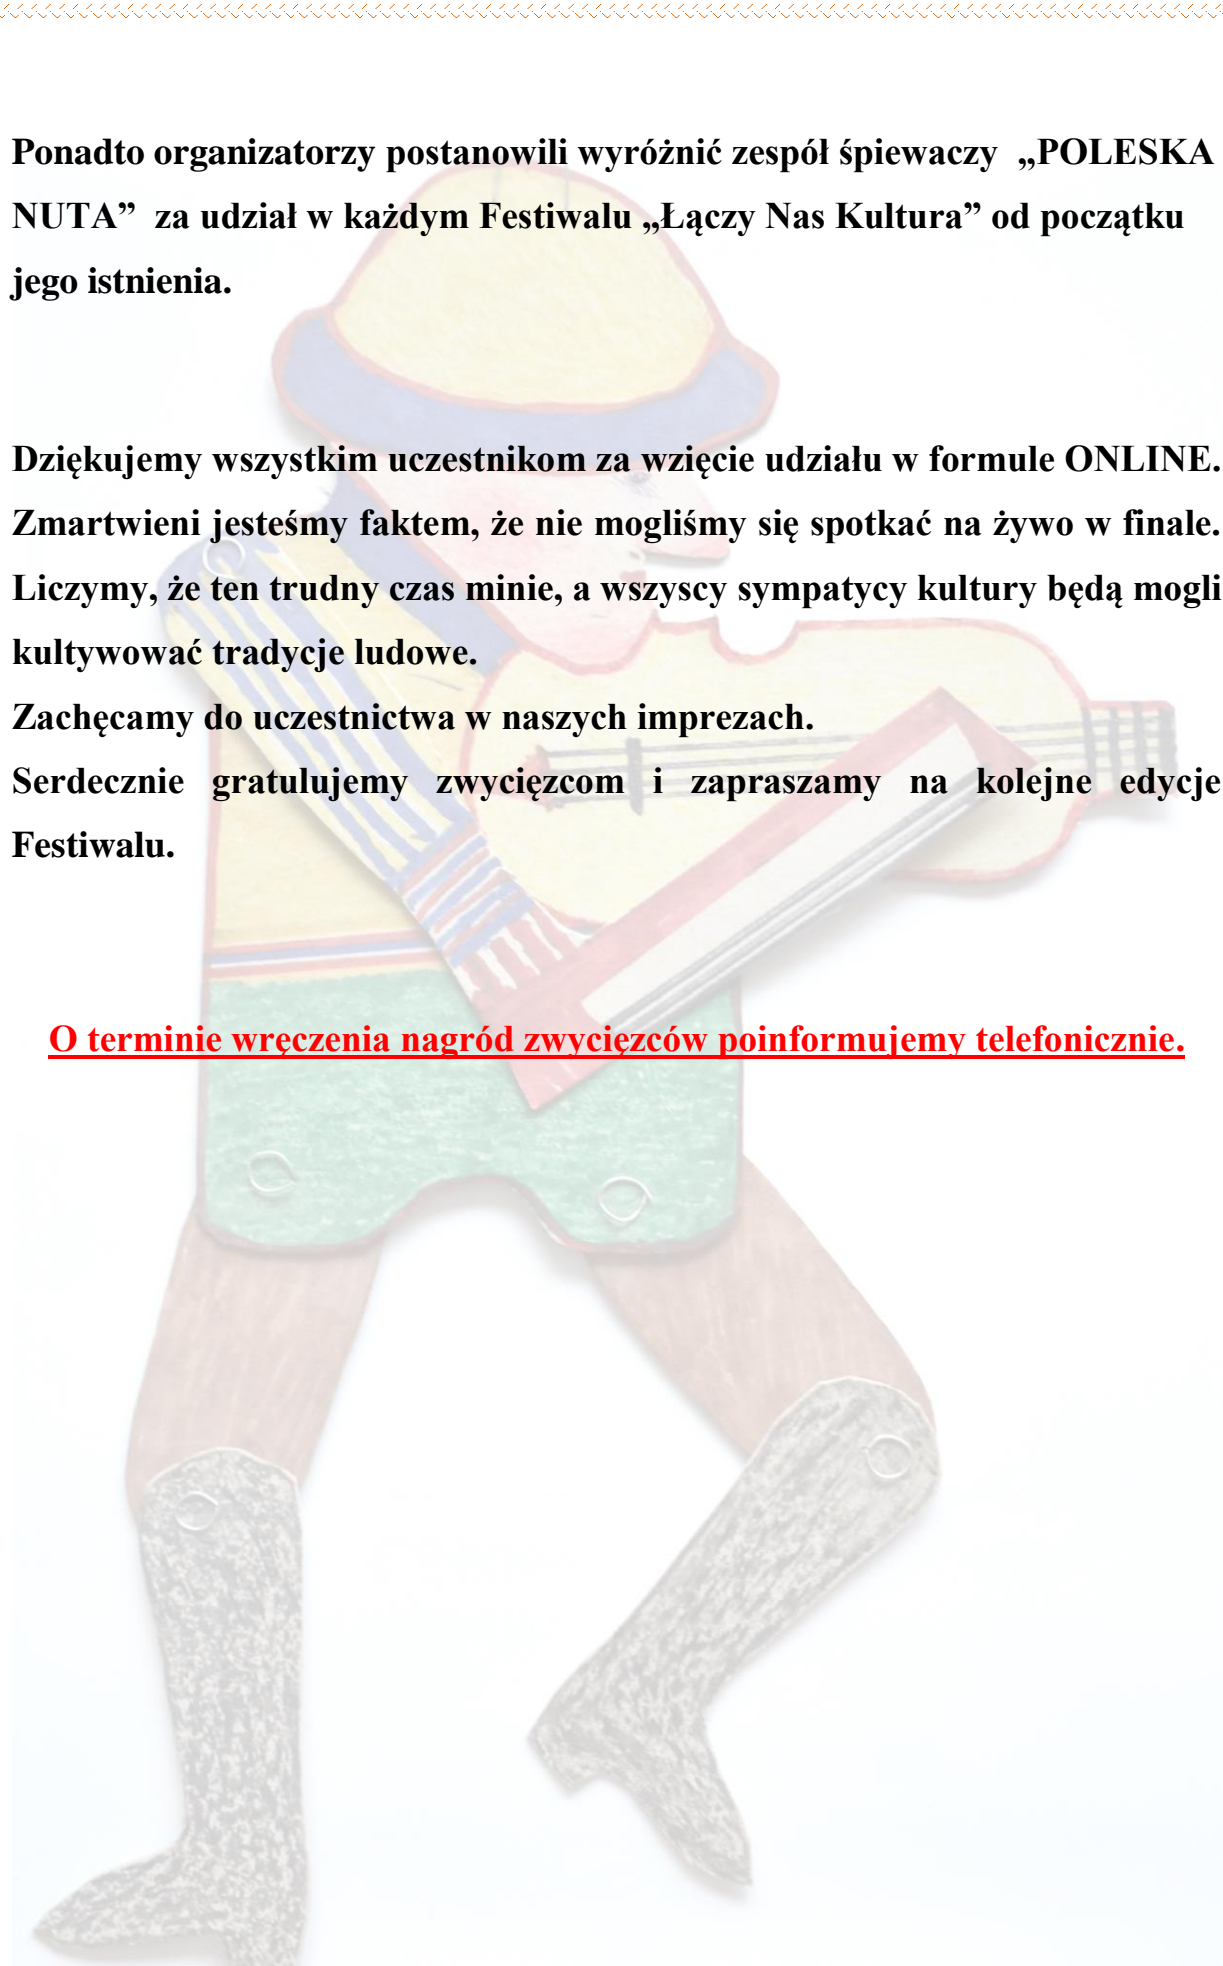 Ponadto organizatorzy postanowili wyróżnić zespół śpiewaczy „POLESKA
NUTA” za udział w każdym Festiwalu „Łączy Nas Kultura” od początku
jego istnienia.
Dziękujemy wszystkim uczestnikom za wzięcie udziału w formule ONLINE.
Zmartwieni jesteśmy faktem, że nie mogliśmy się spotkać na żywo w finale.
Liczymy, że ten trudny czas minie, a wszyscy sympatycy kultury będą mogli
kultywować tradycje ludowe.
Zachęcamy do uczestnictwa w naszych imprezach.
Serdecznie gratulujemy zwycięzcom i zapraszamy na kolejne edycje
Festiwalu.
O terminie wręczenia nagród zwycięzców poinformujemy telefonicznie.